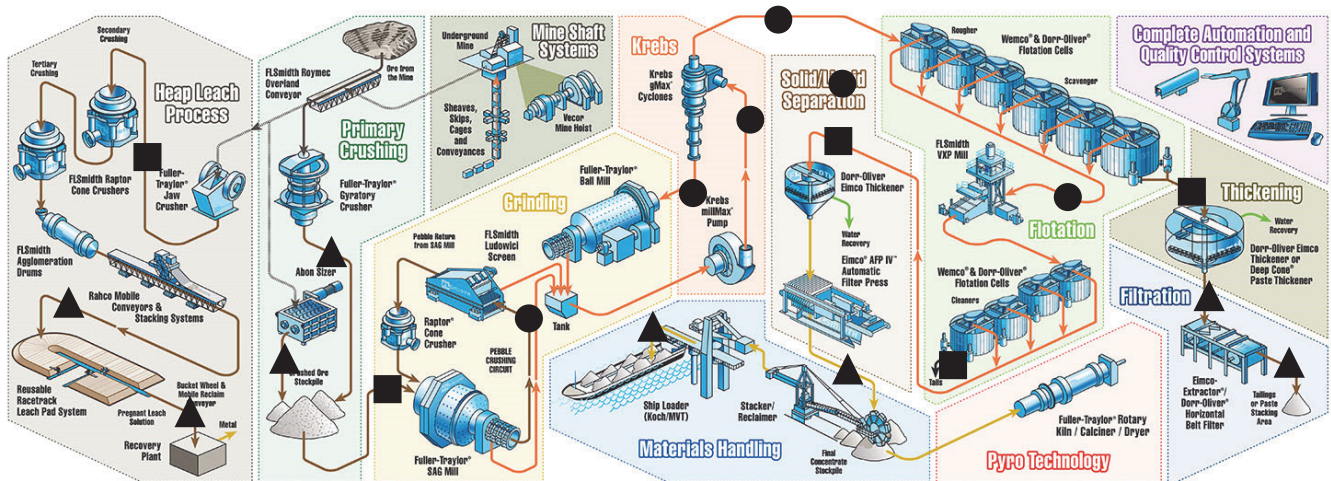 Secondary
Crushing
Tertiary
Crushing
Heap Leach
Process
FLSmidth Raptor
Cone Crushers
Fuller-
Traylor®
Jaw
Crusher
FLSmidth
Agglomeration
Drums
Rahco Mobile
Conveyors &
Stacking Systems
Reusable
Racetrack
Leach Pad System
Bucket Wheel &
Mobile Reclaim
Pregnant Leach
Solution
Metal
Recovery
Plant
FLSmidth Roymec
Overland
Conveyor
Ore from
the Mine
Primary
Crushing
Fuller-Traylor®
Gyratory
Crusher
Abon Sizer
Ore
Stockpile
Underground
Mine
Mine Shaft
Systems
Sheaves,
Skips,
Cages
and
Conveyances
Vecor
Mine Hoist
Grinding
Fuller-Traylor®
Ball Mill
Pebble Return
from SAG Mill
FLSmidth
Ludowici
Screen
Raptor®
Cone
Crusher
PEBBLE
CRUSHING
CIRCUIT
Tank
Fuller-Traylor®
SAG Mill
Krebs
Krebs
gMax®
Cyclones
Krebs
millMax™
Pump
Separation
Dorr-Oliver
Eimco Thickener
Water
Recovery
Eimco® AFP IV™
Automatic
Filter Press
Rougher
Wemco® & Dorr-Oliver®
Flotation Cells
Scavenger
FLSmidth
VXP Mill
Flotation
Wemco® & Dorr-Oliver®
Flotation Cells
Cleaners
Tails
Complete Automation and
Quality Control Systems
Thickening
Water
Recovery
Dorr-Oliver Eimco
Thickener or
Deep Cone®
Paste Thickener
Filtration
Eimco-
Extractor®/
Dorr-Oliver®
Horizontal
Belt Filter
Tailings
or Paste
Stacking
Area
Ship Loader
(Koch/MVT)
Stacker/
Reclaimer
Materials Handling
Final
Concentrate
Stockpile
Fuller-Traylor® Rotary
Kiln / Calciner / Dryer
Pyro Technology